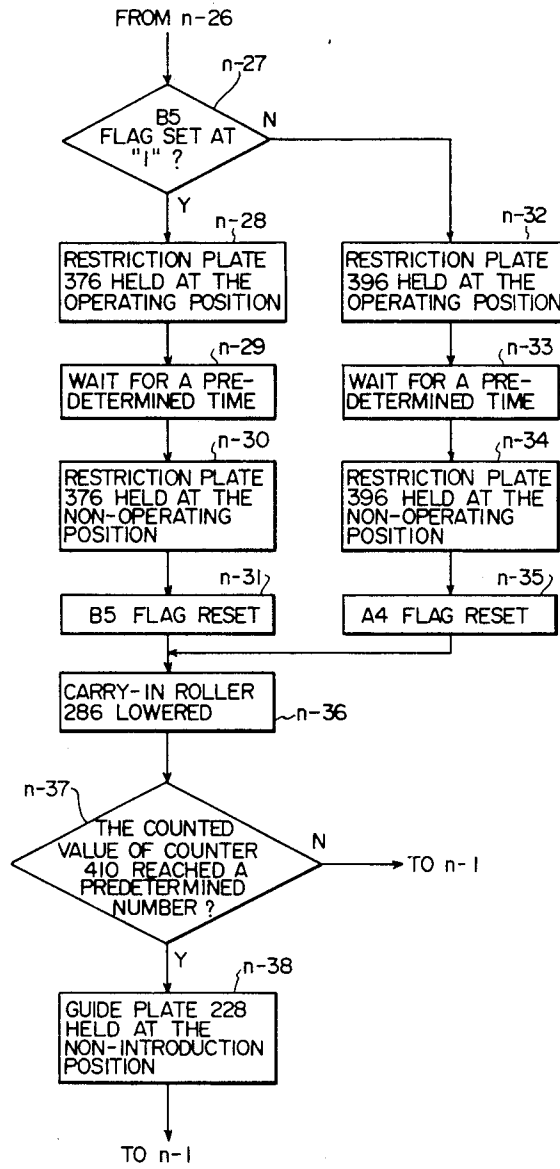 FROM n-26
n-27
B5
FLAG SET AT
"1" ?
N
Y
n-28
RESTRICTION PLATE
376 HELD AT THE
OPERATING POSITION
n-32
RESTRICTION PLATE
396 HELD AT THE
OPERATING POSITION
n-29
WAIT FOR A PRE-
DETERMINED TIME
n-33
WAIT FOR A PRE-
DETERMINED TIME
n-30
RESTRICTION PLATE
376 HELD AT THE
NON-OPERATING
POSITION
n-34
RESTRICTION PLATE
396 HELD AT THE
NON-OPERATING
POSITION
n-31
B5 FLAG RESET
n-35
A4 FLAG RESET
CARRY-IN ROLLER
286 LOWERED
n-36
n-37
THE COUNTED
VALUE OF COUNTER
410 REACHED A
PREDETERMINED
NUMBER ?
N
TO n-1
Y
n-38
GUIDE PLATE 228
HELD AT THE
NON-INTRODUCTION
POSITION
TO n-1